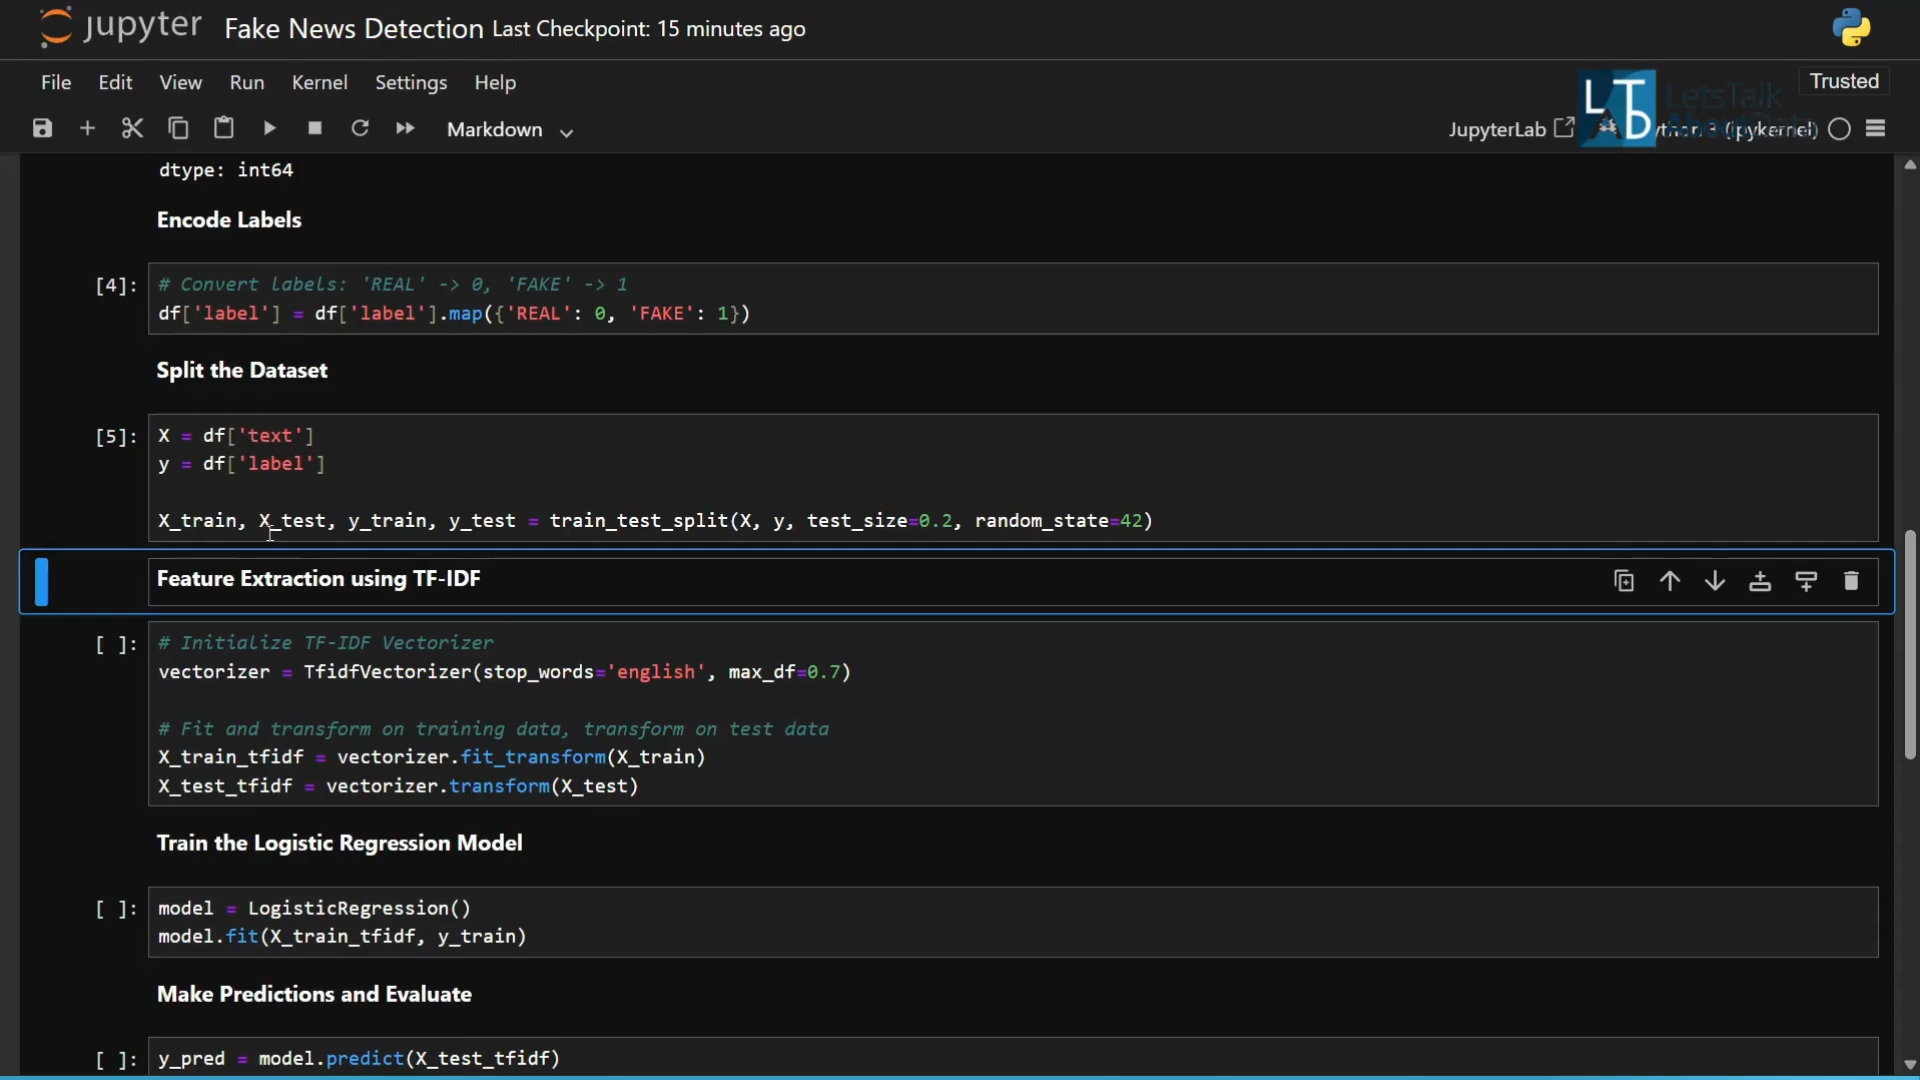 jupyter Fake News Detection Last Checkpoint: 15 minutes ago
File Edit View Run Kernel Settings Help
Trusted
LetsTalk
Markdown
JupyterLab
LTD
(ipykernel)
dtype: int64
Encode Labels
[4]: # Convert labels: 'REAL' -> 0, 'FAKE' -> 1
df['label'] = df['label'].map({'REAL': 0, 'FAKE': 1})
Split the Dataset
[5]: X = df['text']
y = df['label']
X_train, X_test, y_train, y_test = train_test_split(X, y, test_size=0.2, random_state=42)
Feature Extraction using TF-IDF
[ ]: # Initialize TF-IDF Vectorizer
vectorizer = TfidfVectorizer(stop_words='english', max_df=0.7)
# Fit and transform on training data, transform on test data
X_train_tfidf = vectorizer.fit_transform(X_train)
X_test_tfidf = vectorizer.transform(X_test)
Train the Logistic Regression Model
[ ]: model = LogisticRegression()
model.fit(X_train_tfidf, y_train)
Make Predictions and Evaluate
[ ]: y_pred = model.predict(X_test_tfidf)